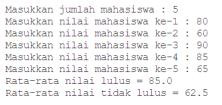 Masukkan jumlah mahasiswa : 5
Masukkan nilai mahasiswa ke-1 : 80
Masukkan nilai mahasiswa ke-2 : 60
Masukkan nilai mahasiswa ke-3 : 90
Masukkan nilai mahasiswa ke-4 : 85
Masukkan nilai mahasiswa ke-5 : 65
Rata-rata nilai lulus = 85.0
Rata-rata nilai tidak lulus = 62.5